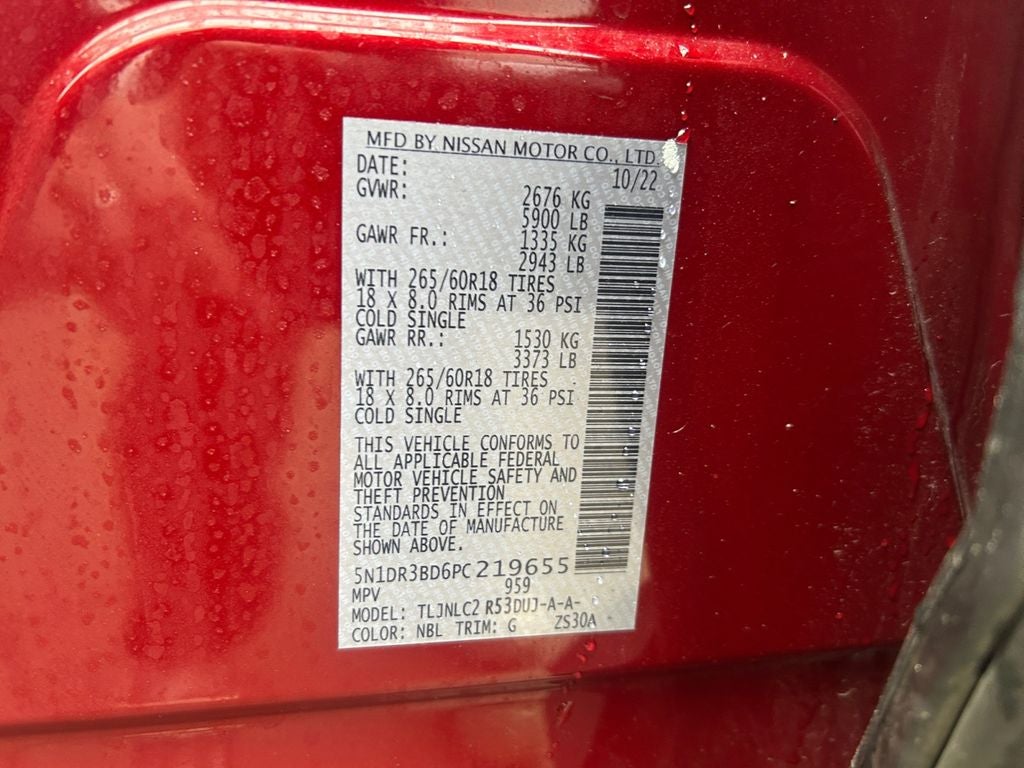 MFD BY NISSAN MOTOR CO., LTD.
DATE: 10/22
GVWR: 2676 KG
5900 LB
GAWR FR.: 1335 KG
2943 LB
WITH 265/60R18 TIRES
18 X 8.0 RIMS AT 36 PSI
COLD SINGLE
GAWR RR.: 1530 KG
3373 LB
WITH 265/60R18 TIRES
18 X 8.0 RIMS AT 36 PSI
COLD SINGLE
THIS VEHICLE CONFORMS TO
ALL APPLICABLE FEDERAL
MOTOR VEHICLE SAFETY AND
THEFT PREVENTION
STANDARDS IN EFFECT ON
THE DATE OF MANUFACTURE
SHOWN ABOVE.
5N1DR3BD6PC219655
MPV 959
MODEL: TLJNLC2 R53DUJ-A-A-
COLOR: NBL TRIM: G ZS30A